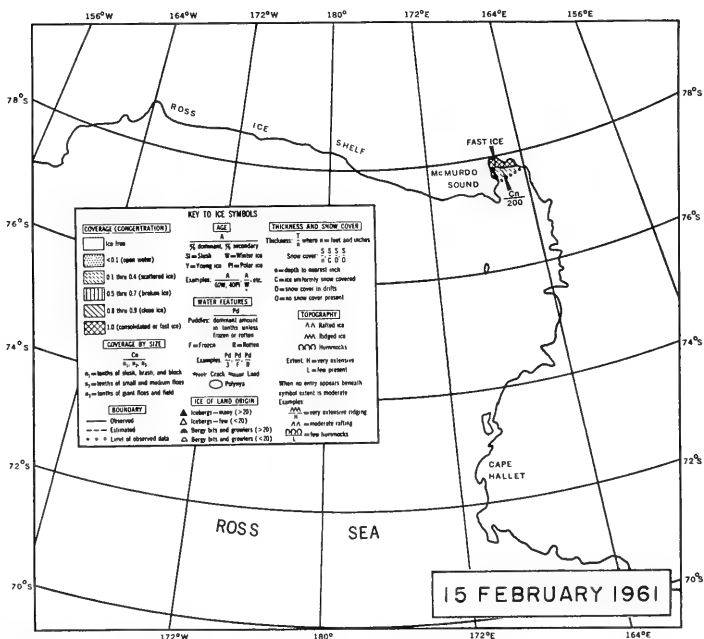 156°W 164°W 172°W 180° 172°E 164°E 156°E
78°S 78°S
ROSS ICE SHELF
FAST ICE
McMURDO SOUND
Cn
200
76°S 76°S
KEY TO ICE SYMBOLS
COVERAGE (CONCENTRATION)
Ice free
<0.1 (open water)
0.1 thru 0.4 (scattered ice)
0.5 thru 0.7 (broken ice)
0.8 thru 0.9 (close ice)
1.0 (consolidated or fast ice)
COVERAGE BY SIZE
Cn
n₁, n₂, n₃
n₁=tenths of slush, brash, and block
n₂=tenths of small and medium floes
n₃=tenths of giant floes and field
BOUNDARY
Observed
Estimated
Limit of observed data
AGE
A
% dominant, % secondary
Sl=Slush W=Winter ice
Y=Young ice Pl=Polar ice
Examples: A A etc.
60W, 40Pl W
WATER FEATURES
Pd
Puddles: dominant amount
in tenths unless
frozen or rotten
F=Frozen R=Rotten
Examples: Pd Pd Pd
3 F R
Crack Lead
Polynya
ICE OF LAND ORIGIN
Icebergs—many (>20)
Icebergs—few (<20)
Bergy bits and growlers (>20)
Bergy bits and growlers (<20)
THICKNESS AND SNOW COVER
Thickness: T where n= feet and inches
n
Snow cover: S S S S
n C D O
n=depth to nearest inch
C=ice uniformly snow covered
D=snow cover in drifts
O=no snow cover present
TOPOGRAPHY
Rafted ice
Ridged ice
Hummocks
Extent: H=very extensive
L=few present
When no entry appears beneath
symbol extent is moderate
Examples:
H =very extensive ridging
=moderate rafting
L =few hummocks
74°S 74°S
72°S 72°S
CAPE HALLET
ROSS SEA
70°S 70°S
15 FEBRUARY 1961
172°W 180° 172°E 164°E